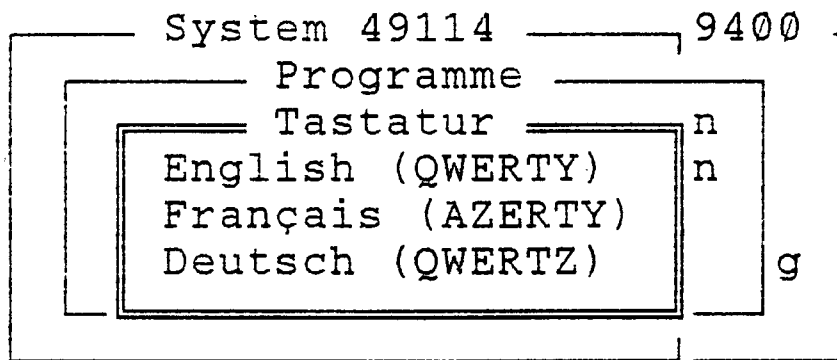 System 49114 9400
Programme
Tastatur n
English (QWERTY) n
Français (AZERTY)
Deutsch (QWERTZ) g